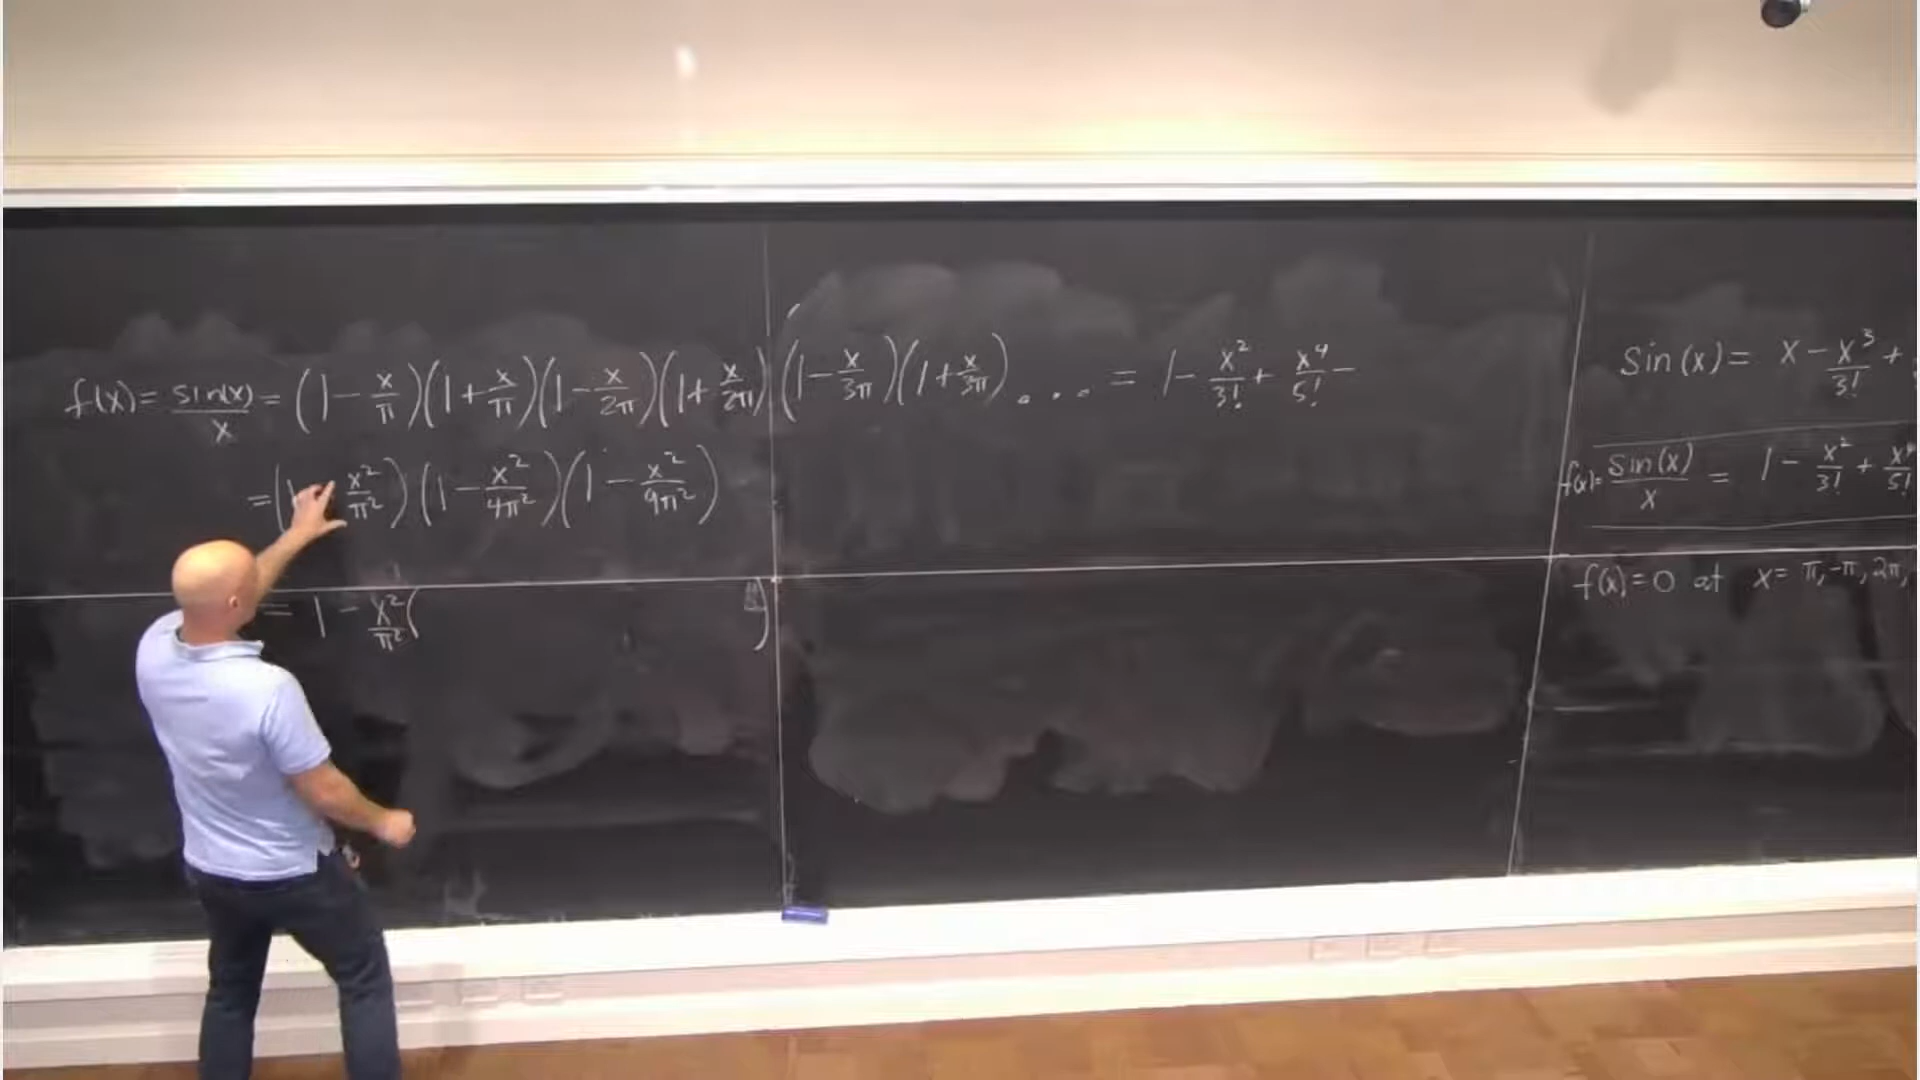 f(x) = sin(x)/x = (1 - x/π)(1 + x/π)(1 - x/2π)(1 + x/2π)(1 - x/3π)(1 + x/3π) . . . = 1 - x²/3! + x⁴/5! -
= (1 - x²/π²)(1 - x²/4π²)(1 - x²/9π²)
= 1 - x²/π² (            )
Sin(x) = x - x³/3! +
f(x) = Sin(x)/x = 1 - x²/3! + x⁴/5!
f(x) = 0 at x = π, -π, 2π,